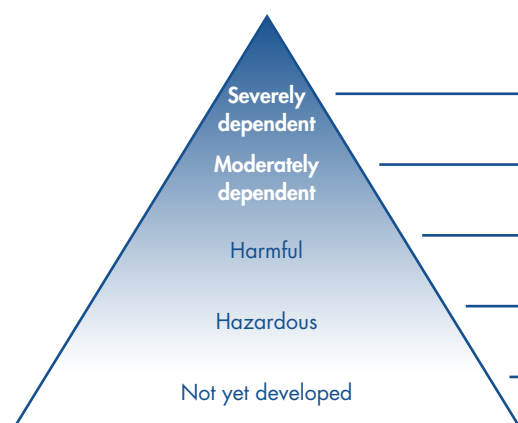 Severely
dependent
Moderately
dependent
Harmful
Hazardous
Not yet developed